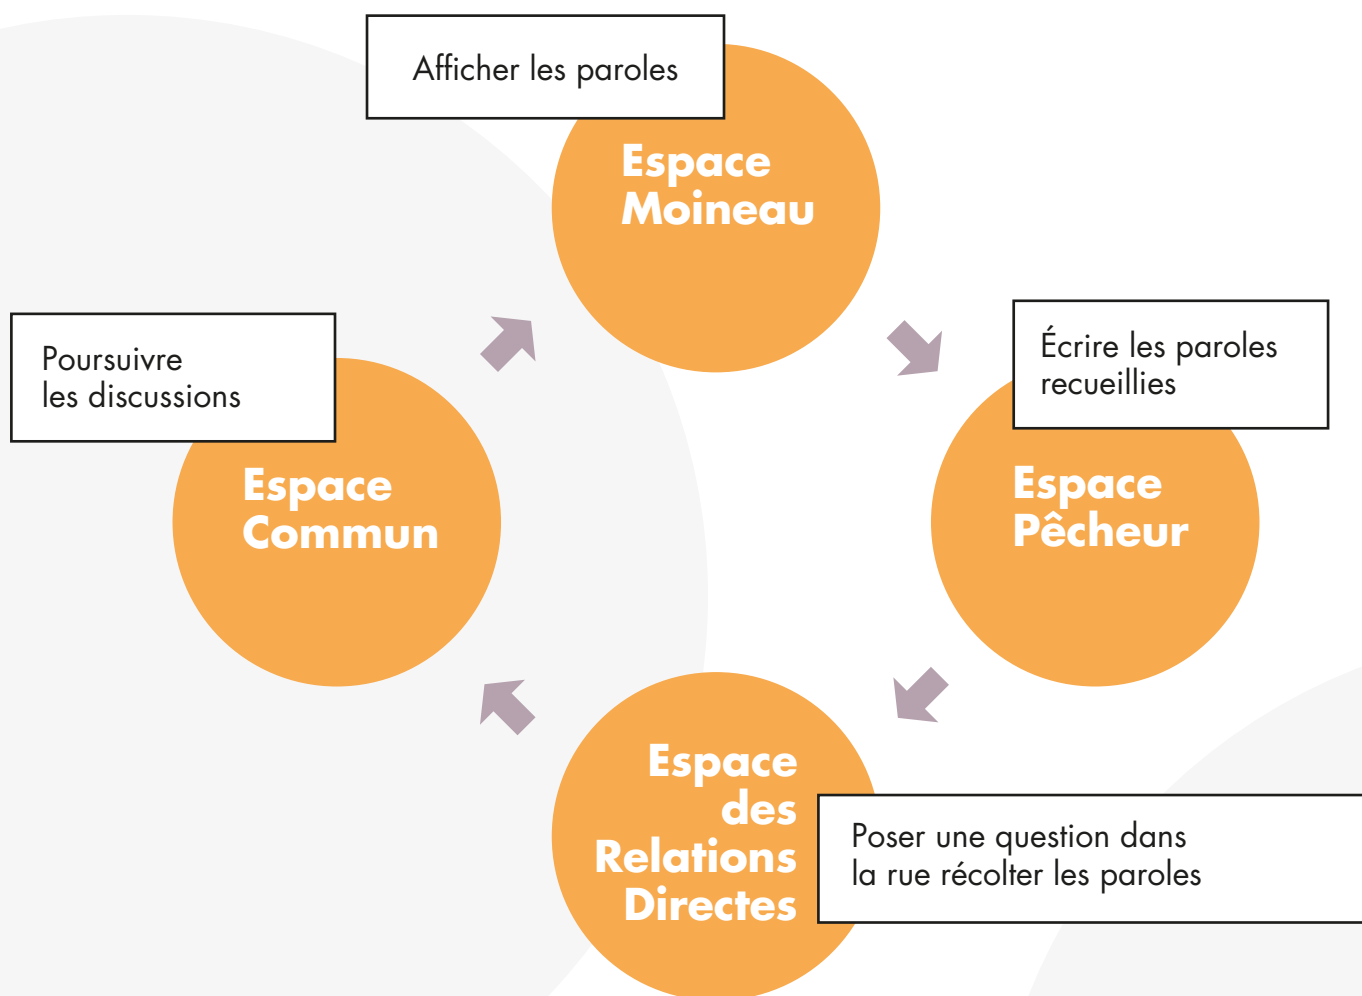 Afficher les paroles
Espace
Moineau
Poursuivre
les discussions
Espace
Commun
Écrire les paroles
recueillies
Espace
Pêcheur
Espace
des
Relations
Directes
Poser une question dans
la rue récolter les paroles